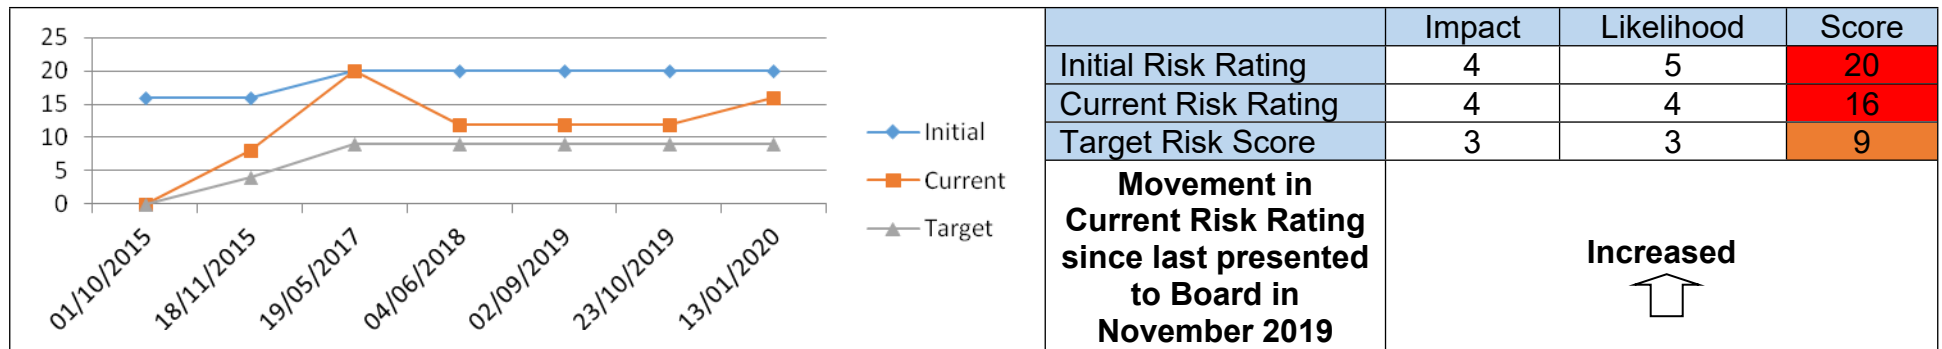 25
20
15
10
5
0
01/10/2015
18/11/2015
19/05/2017
04/06/2018
02/09/2019
23/10/2019
13/01/2020
Initial
Current
Target
Impact Likelihood Score
Initial Risk Rating 4 5 20
Current Risk Rating 4 4 16
Target Risk Score 3 3 9
Movement in
Current Risk Rating
since last presented
to Board in
November 2019
Increased